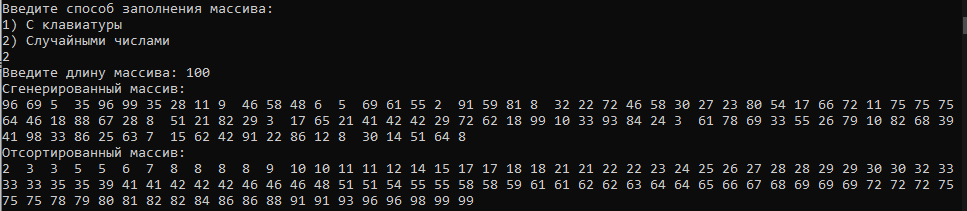 Введите способ заполнения массива:
1) С клавиатуры
2) Случайными числами
2
Введите длину массива: 100
Сгенерированный массив:
96 69 5  35 96 99 35 28 11 9  46 58 48 6  5  69 61 55 2  91 59 81 8  32 22 72 46 58 30 27 23 80 54 17 66 72 11 75 75 75
64 46 18 88 67 28 8  51 21 82 29 3  17 65 21 41 42 42 29 72 62 18 99 10 33 93 84 24 3  61 78 69 33 55 26 79 10 82 68 39
41 98 33 86 25 63 7  15 62 42 91 22 86 12 8  30 14 51 64 8
Отсортированный массив:
2  3  3  5  5  6  7  8  8  8  8  9  10 10 11 11 12 14 15 17 17 18 18 21 21 22 22 23 24 25 26 27 28 28 29 29 30 30 32 33
33 33 35 35 39 41 41 42 42 42 46 46 46 48 51 51 54 55 55 58 58 59 61 61 62 62 63 64 64 65 66 67 68 69 69 69 72 72 72 75
75 75 78 79 80 81 82 82 84 86 86 88 91 91 93 96 96 98 99 99